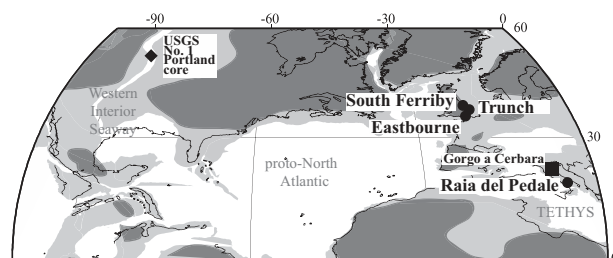 -90 -60 -30 0 60
USGS
No. 1
Portland
core
Western
Interior
Seaway
South Ferriby Trunch
Eastbourne
30
Gorgo a Cerbara
proto-North
Atlantic
Raia del Pedale
TETHYS